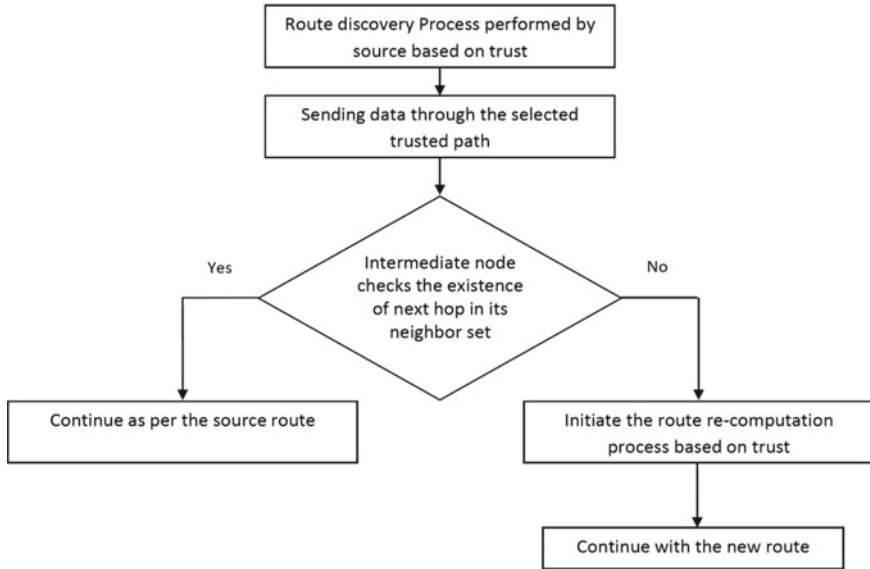 Route discovery Process performed by
source based on trust
Sending data through the selected
trusted path
Intermediate node
checks the existence
of next hop in its
neighbor set
Yes
No
Continue as per the source route
Initiate the route re-computation
process based on trust
Continue with the new route